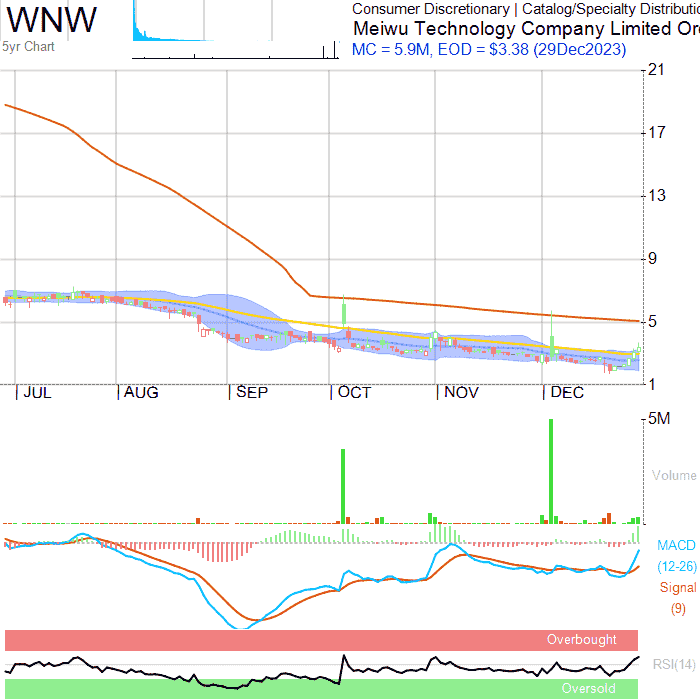 WNW
5yr Chart
Consumer Discretionary | Catalog/Specialty Distributio
Meiwu Technology Company Limited Or
MC = 5.9M, EOD = $3.38 (29Dec2023)
21
17
13
9
5
1
JUL AUG SEP OCT NOV DEC
5M
Volume
MACD
(12-26)
Signal
(9)
Overbought
RSI(14)
Oversold